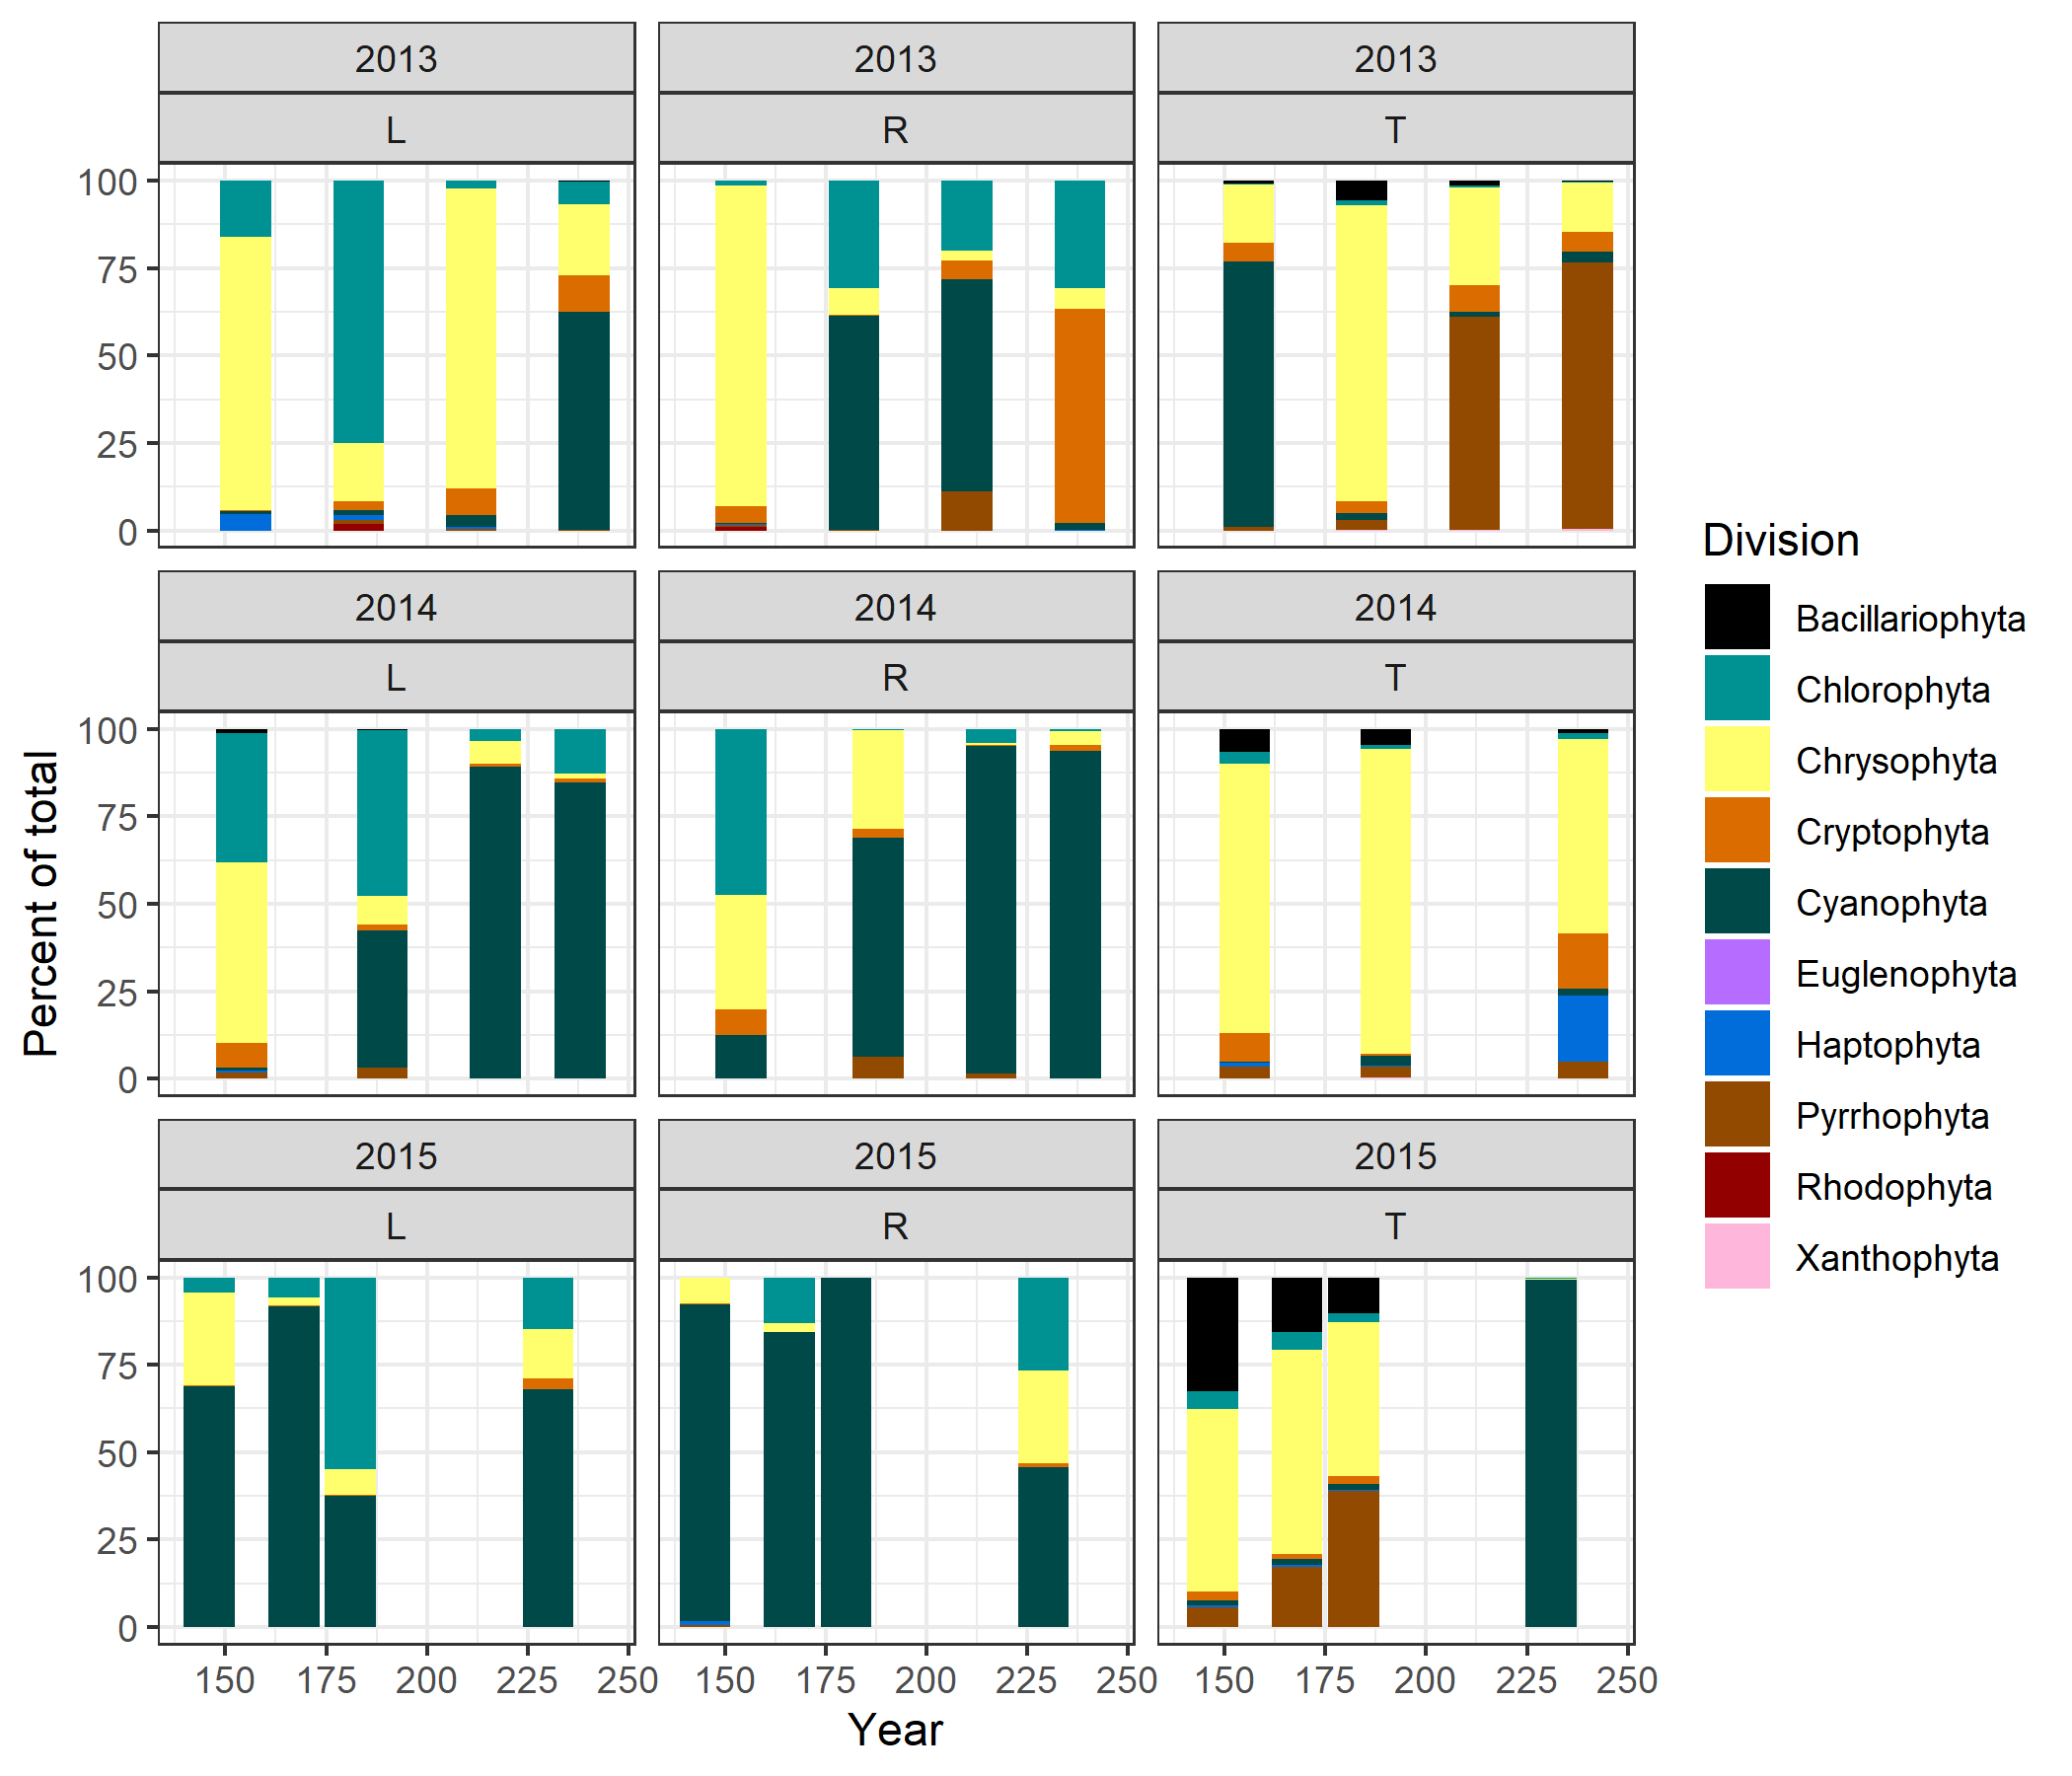 2013 2013 2013
L R T
100
75
50
25
0
2014 2014 2014
L R T
100
75
50
25
0
2015 2015 2015
L R T
100
75
50
25
0
150 175 200 225 250 150 175 200 225 250 150 175 200 225 250
Year
Percent of total
Division
Bacillariophyta
Chlorophyta
Chrysophyta
Cryptophyta
Cyanophyta
Euglenophyta
Haptophyta
Pyrrhophyta
Rhodophyta
Xanthophyta